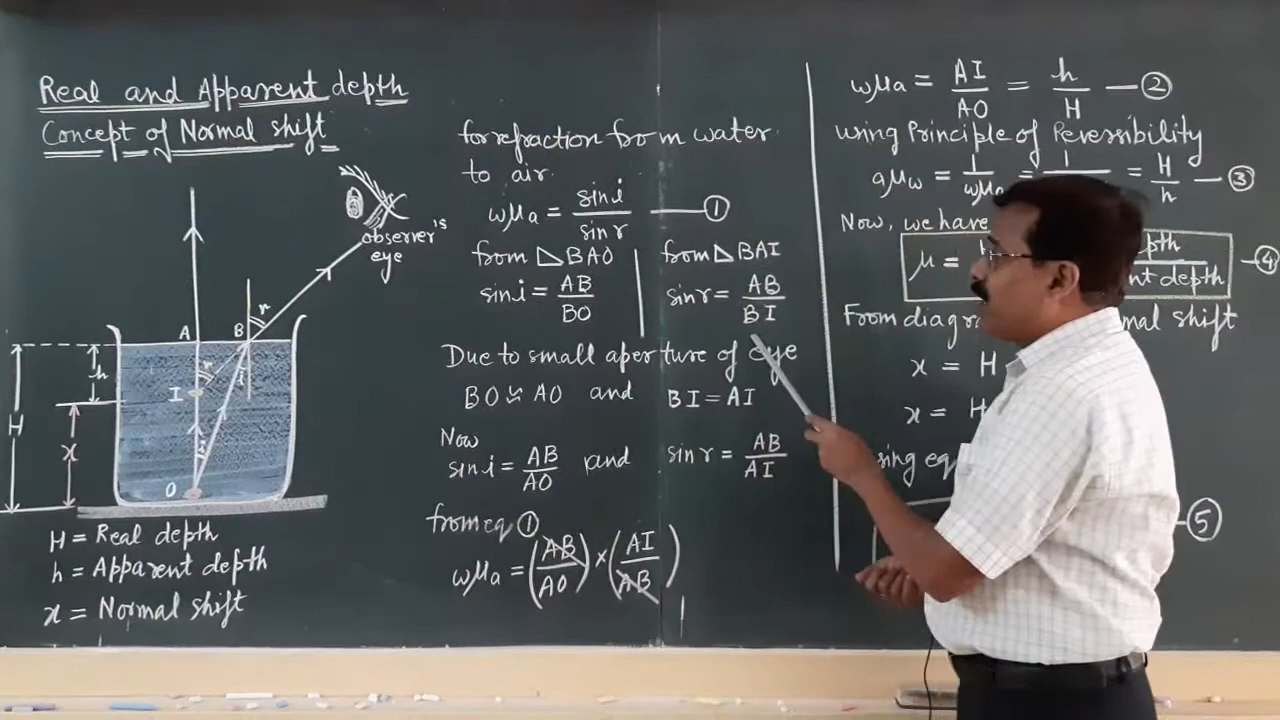 Real and Apparent depth
Concept of Normal shift
observer's
eye
A
B
r
r
i
i
I
O
h
H
x
H = Real depth
h = Apparent depth
x = Normal shift
for refraction from water
to air
wμa = sin i / sin r — ①
from △BAO
sin i = AB / BO
from △BAI
sin r = AB / BI
Due to small aperture of eye
BO ≈ AO and BI = AI
Now
sin i = AB / AO and sin r = AB / AI
from eq ①
wμa = (AB / AO) × (AI / AB)
wμa = AI / AO = h / H — ②
using Principle of Reversibility
aμw = 1 / wμa = 1 / = H / h — ③
Now, we have
μ = depth — ④
From diagra mal shift
x = H
x = H
sing eq
⑤